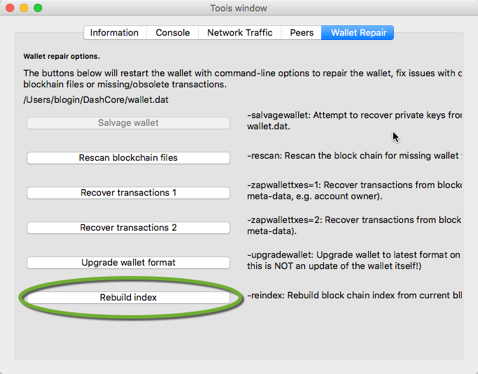 Tools window
Information Console Network Traffic Peers Wallet Repair
Wallet repair options.
The buttons below will restart the wallet with command-line options to repair the wallet, fix issues with
blockchain files or missing/obsolete transactions.
/Users/blogin/DashCore/wallet.dat
Salvage wallet
-salvagewallet: Attempt to recover private keys
wallet.dat.
Rescan blockchain files
-rescan: Rescan the block chain for missing wallet
Recover transactions 1
-zapwallettxes=1: Recover transactions from
meta-data, e.g. account owner).
Recover transactions 2
-zapwallettxes=2: Recover transactions from
meta-data).
Upgrade wallet format
-upgradewallet: Upgrade wallet to latest format on
this is NOT an update of the wallet itself!)
Rebuild index
-reindex: Rebuild block chain index from current